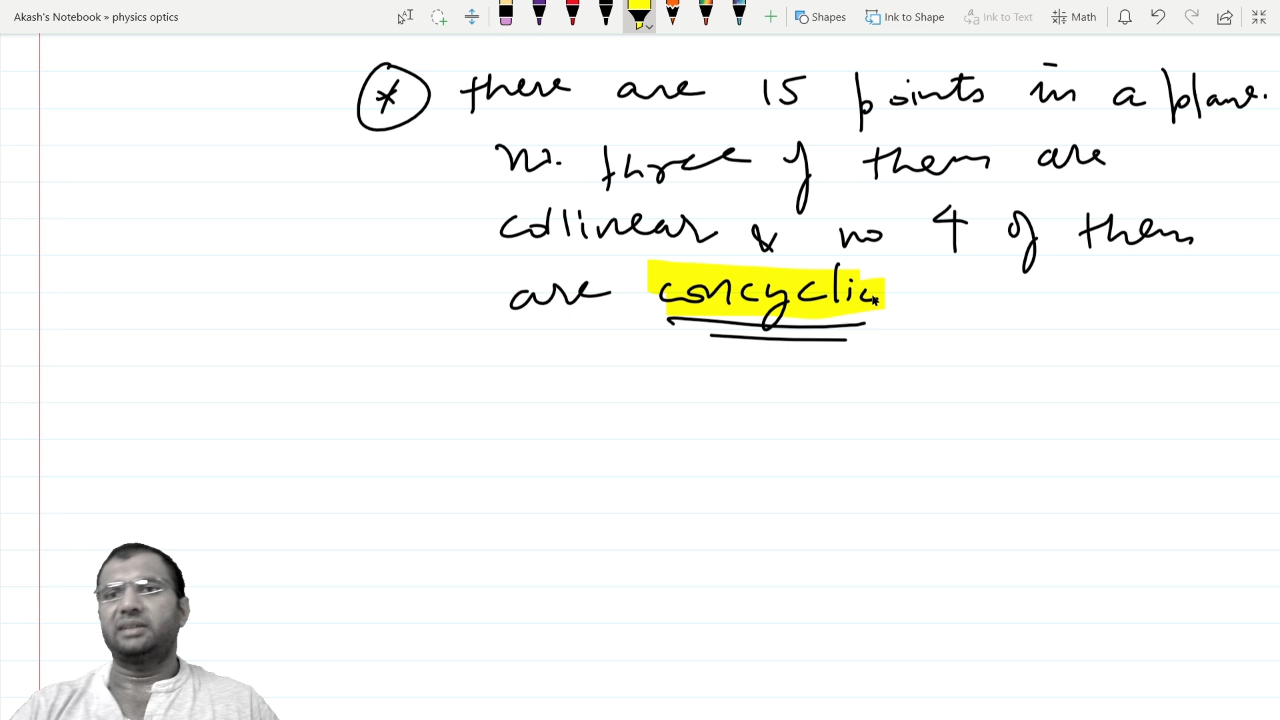 Akash's Notebook » physics optics
Shapes Ink to Shape Ink to Text Math
there are 15 points in a plane.
no. three of them are
collinear & no 4 of them
are concyclic.